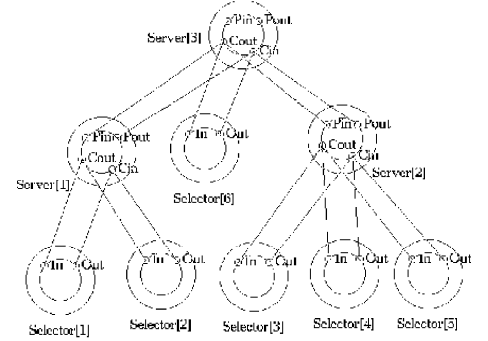 Pin Pout
Server[3]
Cout
Cin
Pin Pout
In Out
Pin Pout
Cout
Cin
Cout
Cin
Server[1]
Server[2]
Selector[6]
In Out
In Out
In Out
In Out
In Out
Selector[1]
Selector[2]
Selector[3]
Selector[4]
Selector[5]